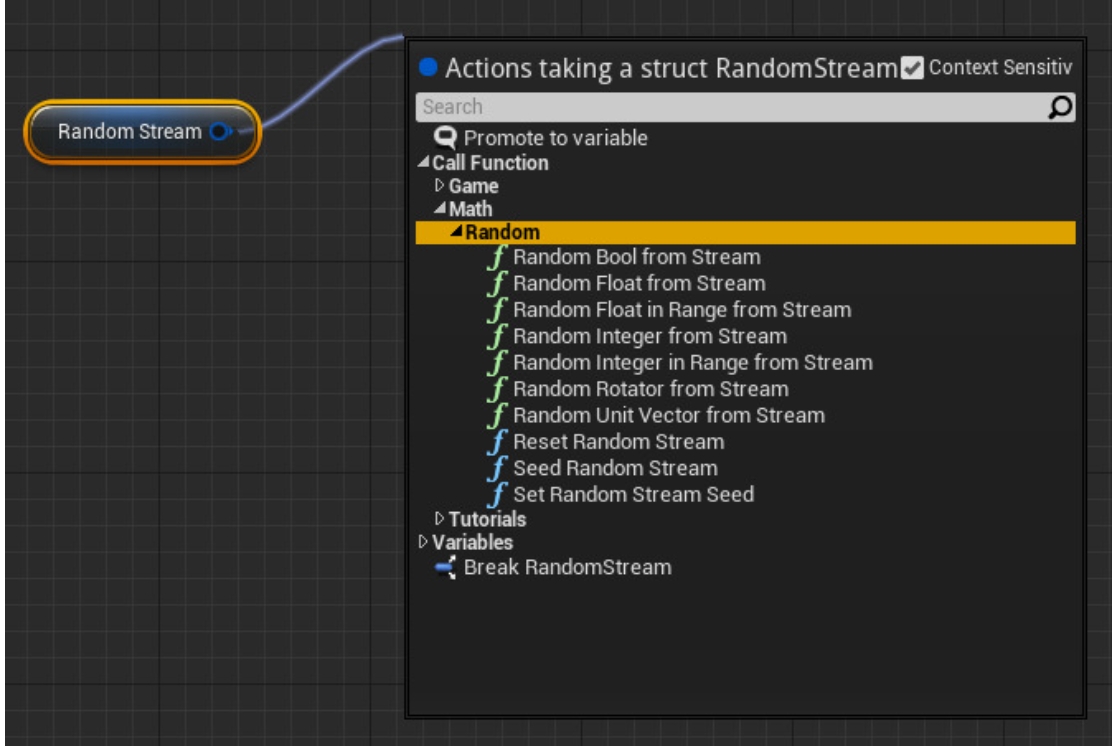 Random Stream
Actions taking a struct RandomStream
Context Sensitiv
Search
Promote to variable
Call Function
Game
Math
Random
Random Bool from Stream
Random Float from Stream
Random Float in Range from Stream
Random Integer from Stream
Random Integer in Range from Stream
Random Rotator from Stream
Random Unit Vector from Stream
Reset Random Stream
Seed Random Stream
Set Random Stream Seed
Tutorials
Variables
Break RandomStream